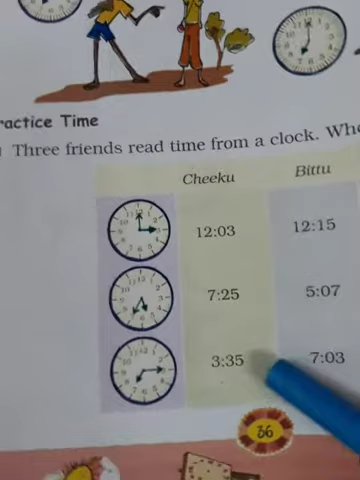 ractice Time
Three friends read time from a clock. Whe
Cheeku Bittu
12:03 12:15
7:25 5:07
3:35 7:03
36